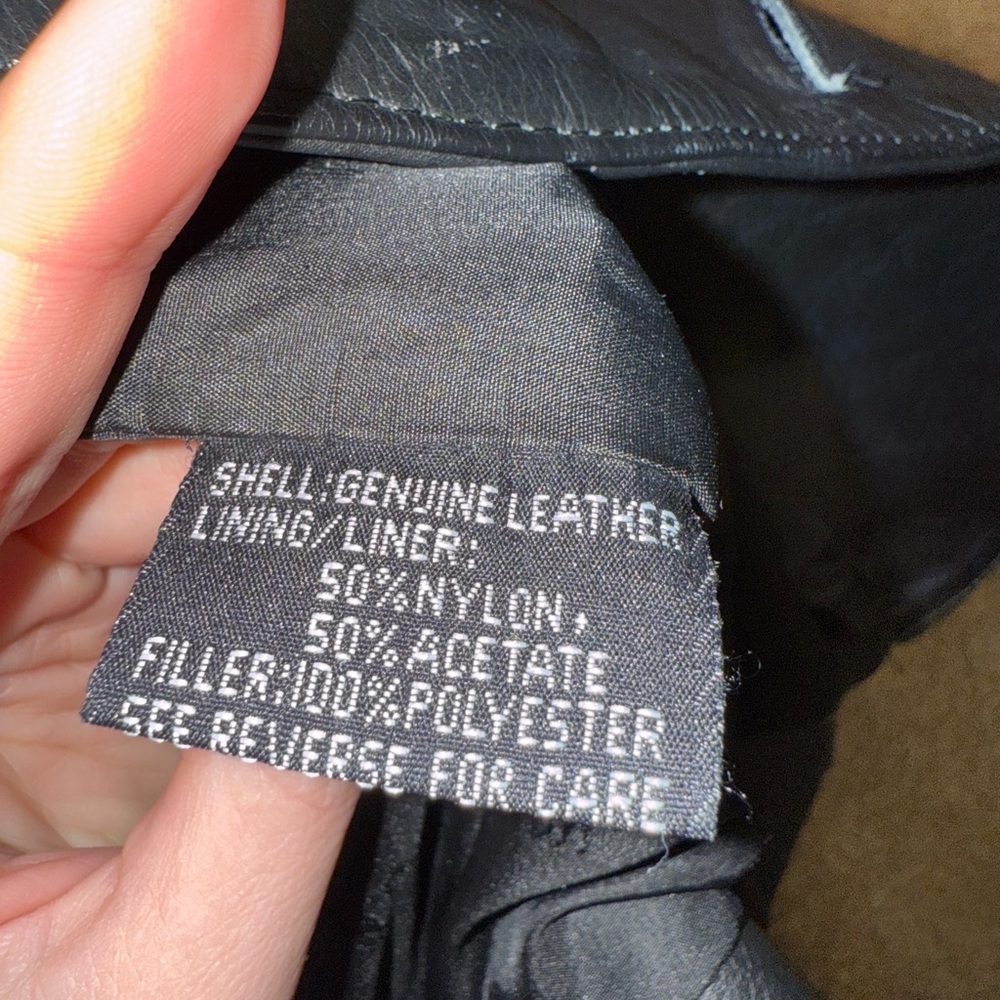 SHELL:GENUINE LEATHER
LINING/LINER:
50%NYLON,
50%ACETATE
FILLER:100%POLYESTER
SEE REVERSE FOR CARE